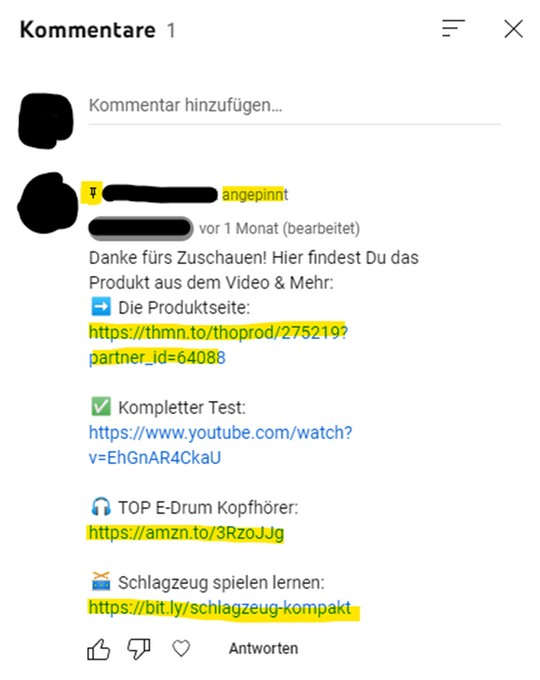 Kommentare 1
Kommentar hinzufügen...
angepinnt
vor 1 Monat (bearbeitet)
Danke fürs Zuschauen! Hier findest Du das
Produkt aus dem Video & Mehr:
➡️ Die Produktseite:
https://thmn.to/thoprod/275219?
partner_id=64088
✅ Kompletter Test:
https://www.youtube.com/watch?
v=EhGnAR4CkaU
🎧 TOP E-Drum Kopfhörer:
https://amzn.to/3RzoJJg
🥁 Schlagzeug spielen lernen:
https://bit.ly/schlagzeug-kompakt
Antworten